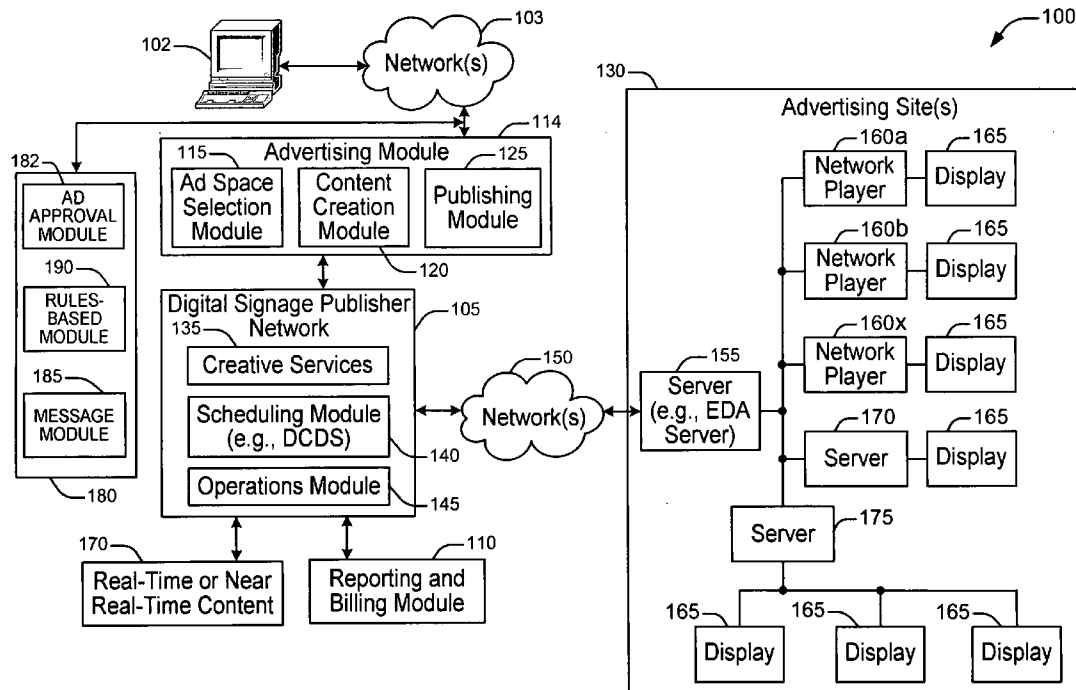 100
102
103
Network(s)
130
Advertising Site(s)
114
Advertising Module
115
Ad Space
Selection
Module
Content
Creation
Module
120
125
Publishing
Module
182
AD
APPROVAL
MODULE
190
RULES-
BASED
MODULE
185
MESSAGE
MODULE
180
Digital Signage Publisher
Network
105
135
Creative Services
Scheduling Module
(e.g., DCDS)
140
Operations Module
145
150
Network(s)
170
Real-Time or Near
Real-Time Content
110
Reporting and
Billing Module
155
Server
(e.g., EDA
Server)
160a
Network
Player
165
Display
160b
Network
Player
165
Display
160x
Network
Player
165
Display
170
Server
165
Display
175
Server
165
Display
165
Display
165
Display